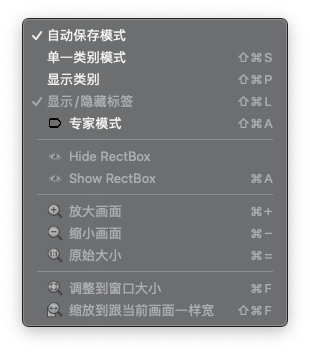 ✓ 自动保存模式
单一类别模式 ⇧⌘S
显示类别 ⇧⌘P
✓ 显示/隐藏标签 ⇧⌘L
专家模式 ⇧⌘A
Hide RectBox
Show RectBox ⌘A
放大画面 ⌘+
缩小画面 ⌘−
原始大小 ⌘=
调整到窗口大小 ⌘F
缩放到跟当前画面一样宽 ⇧⌘F